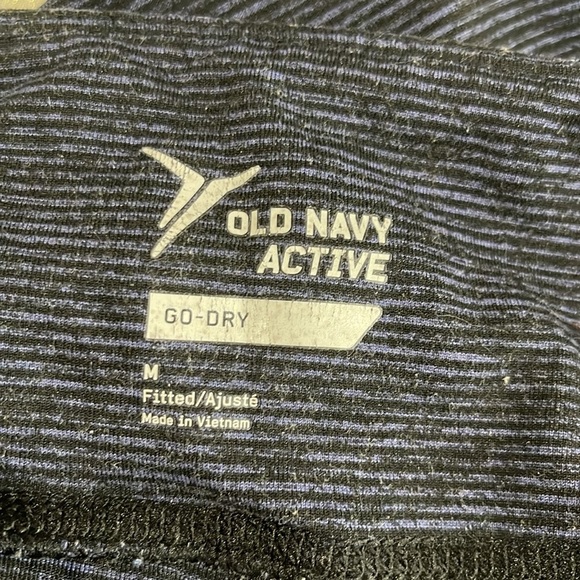 OLD NAVY
ACTIVE
GO-DRY
M
Fitted/Ajusté
Made in Vietnam